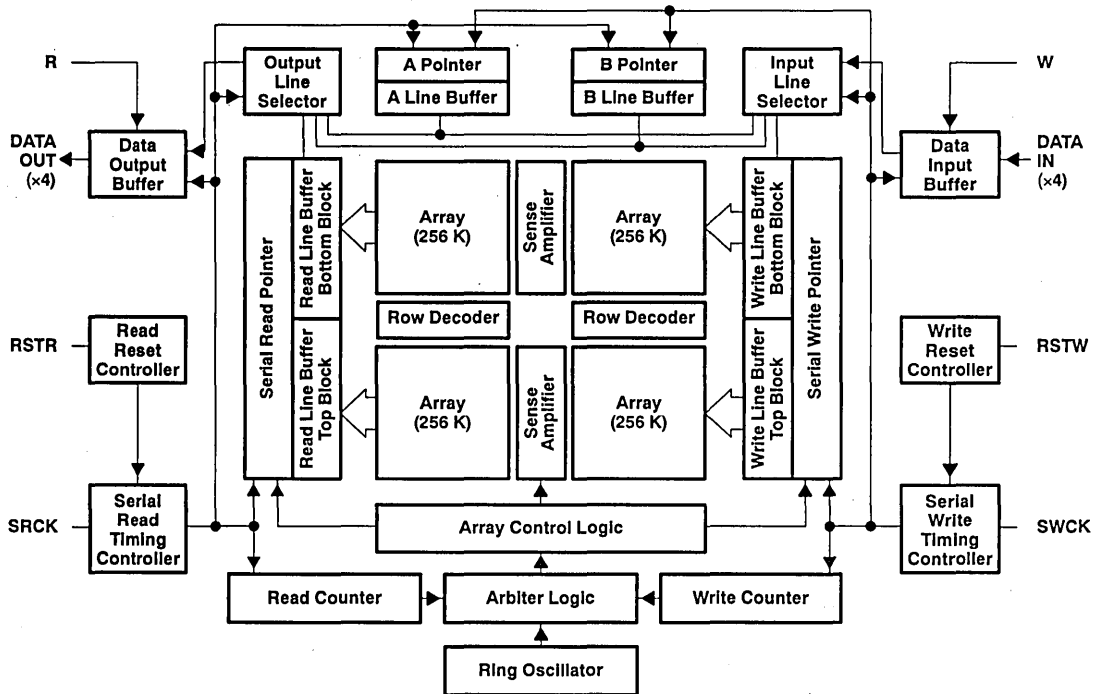 R
Output
Line
Selector
A Pointer
A Line Buffer
B Pointer
B Line Buffer
Input
Line
Selector
W
DATA
OUT
(×4)
Data
Output
Buffer
Data
Input
Buffer
DATA
IN
(×4)
Serial Read Pointer
Read Line Buffer
Bottom Block
Array
(256 K)
Sense
Amplifier
Array
(256 K)
Write Line Buffer
Bottom Block
Serial Write Pointer
Row Decoder
Row Decoder
RSTR
Read
Reset
Controller
Write
Reset
Controller
RSTW
Read Line Buffer
Top Block
Array
(256 K)
Sense
Amplifier
Array
(256 K)
Write Line Buffer
Top Block
SRCK
Serial
Read
Timing
Controller
Array Control Logic
Serial
Write
Timing
Controller
SWCK
Read Counter
Arbiter Logic
Write Counter
Ring Oscillator